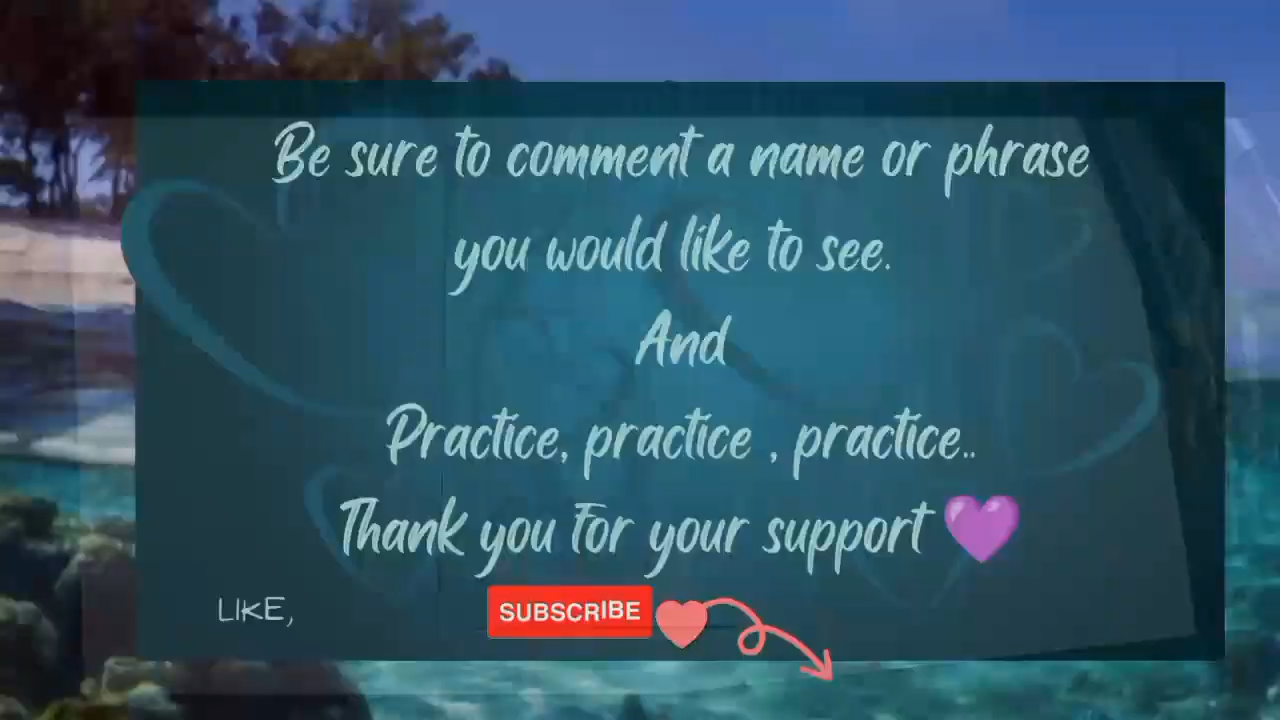 Be sure to comment a name or phrase
you would like to see.
And
Practice, practice , practice..
Thank you for your support 💜
LIKE, SUBSCRIBE